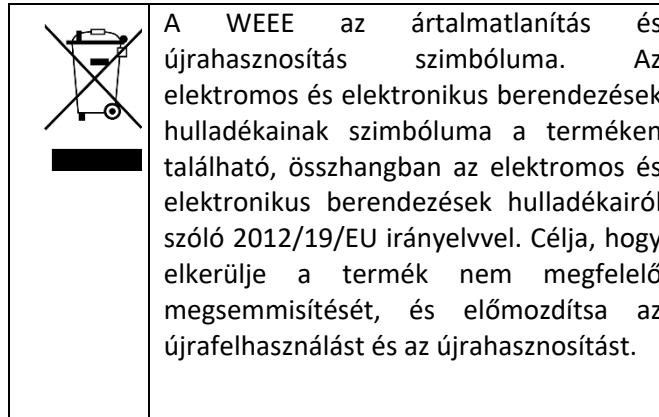 A WEEE az ártalmatlanítás és
újrahasznosítás szimbóluma. Az
elektromos és elektronikus berendezések
hulladékainak szimbóluma a terméken
található, összhangban az elektromos és
elektronikus berendezések hulladékairól
szóló 2012/19/EU irányelvvel. Célja, hogy
elkerülje a termék nem megfelelő
megsemmisítését, és előmozdítsa az
újrafelhasználást és az újrahasznosítást.